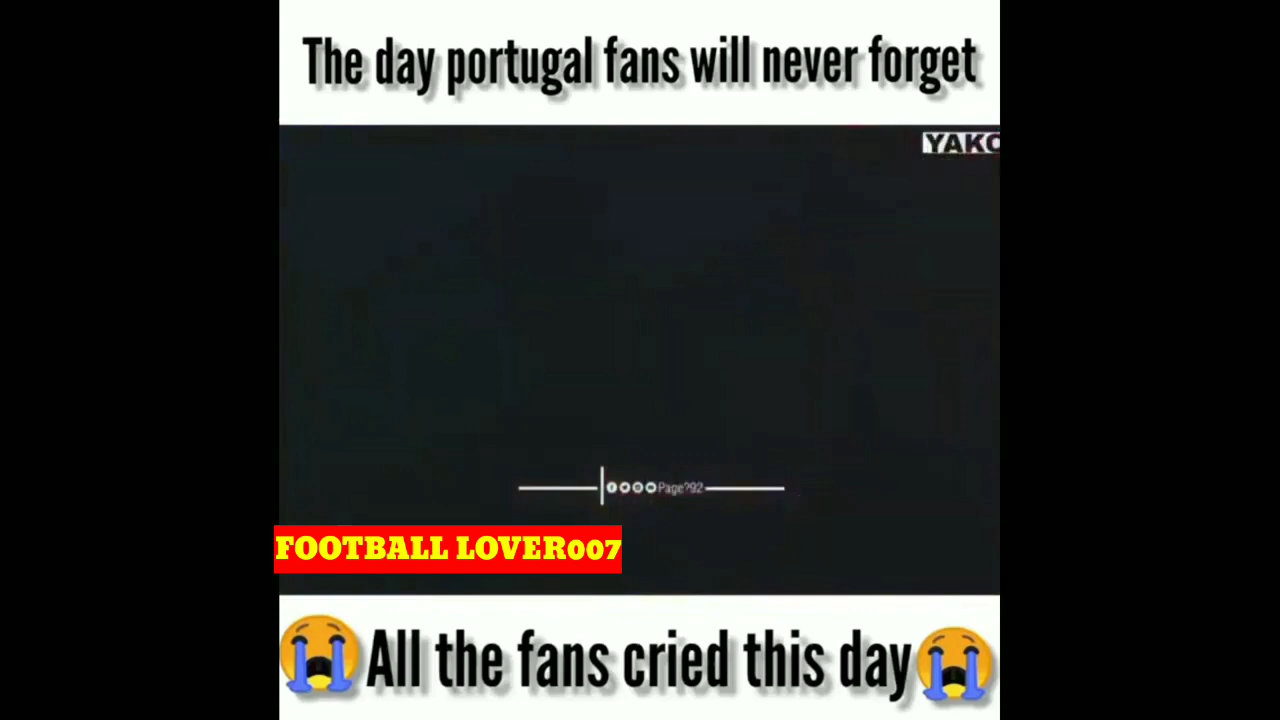 The day portugal fans will never forget
YAKO
Page?92
FOOTBALL LOVER007
All the fans cried this day